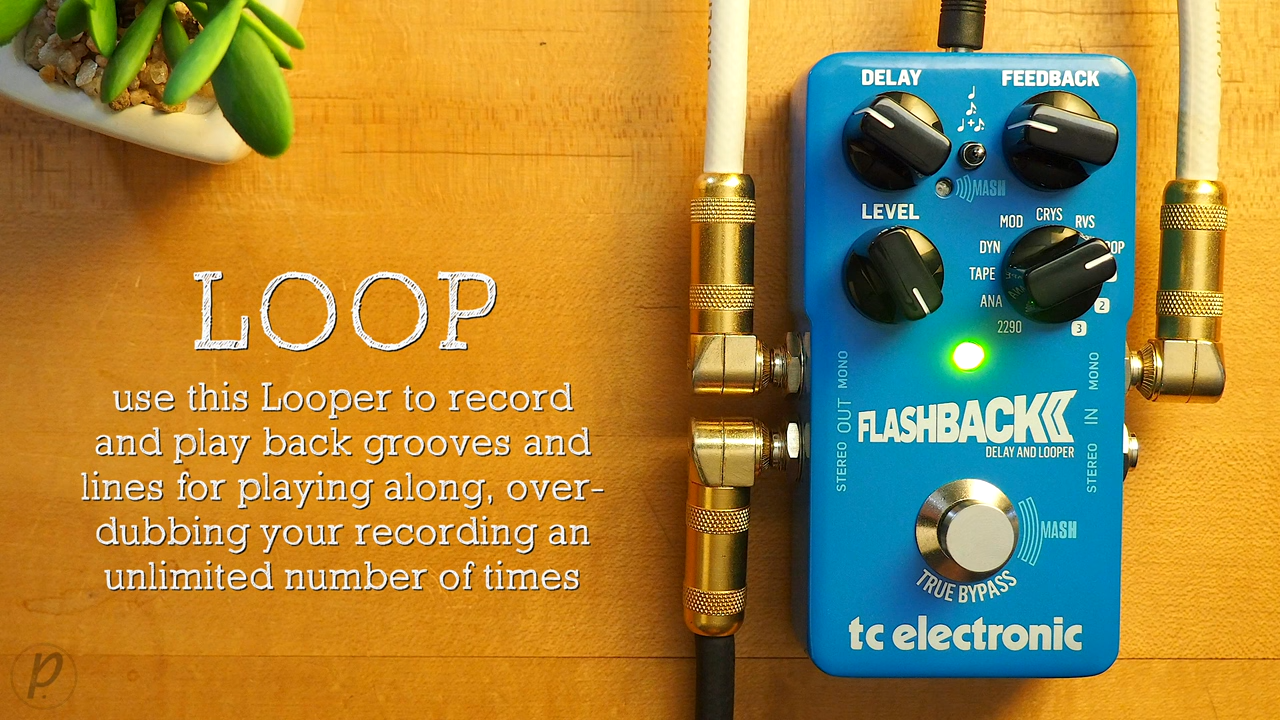 LOOP
use this Looper to record
and play back grooves and
lines for playing along, over-
dubbing your recording an
unlimited number of times
p.
DELAY
FEEDBACK
MASH
LEVEL
MOD
CRYS
RVS
DYN
TAPE
ANA
2
2290
3
STEREO OUT MONO
STEREO IN MONO
FLASHBACK
DELAY AND LOOPER
MASH
TRUE BYPASS
tc electronic